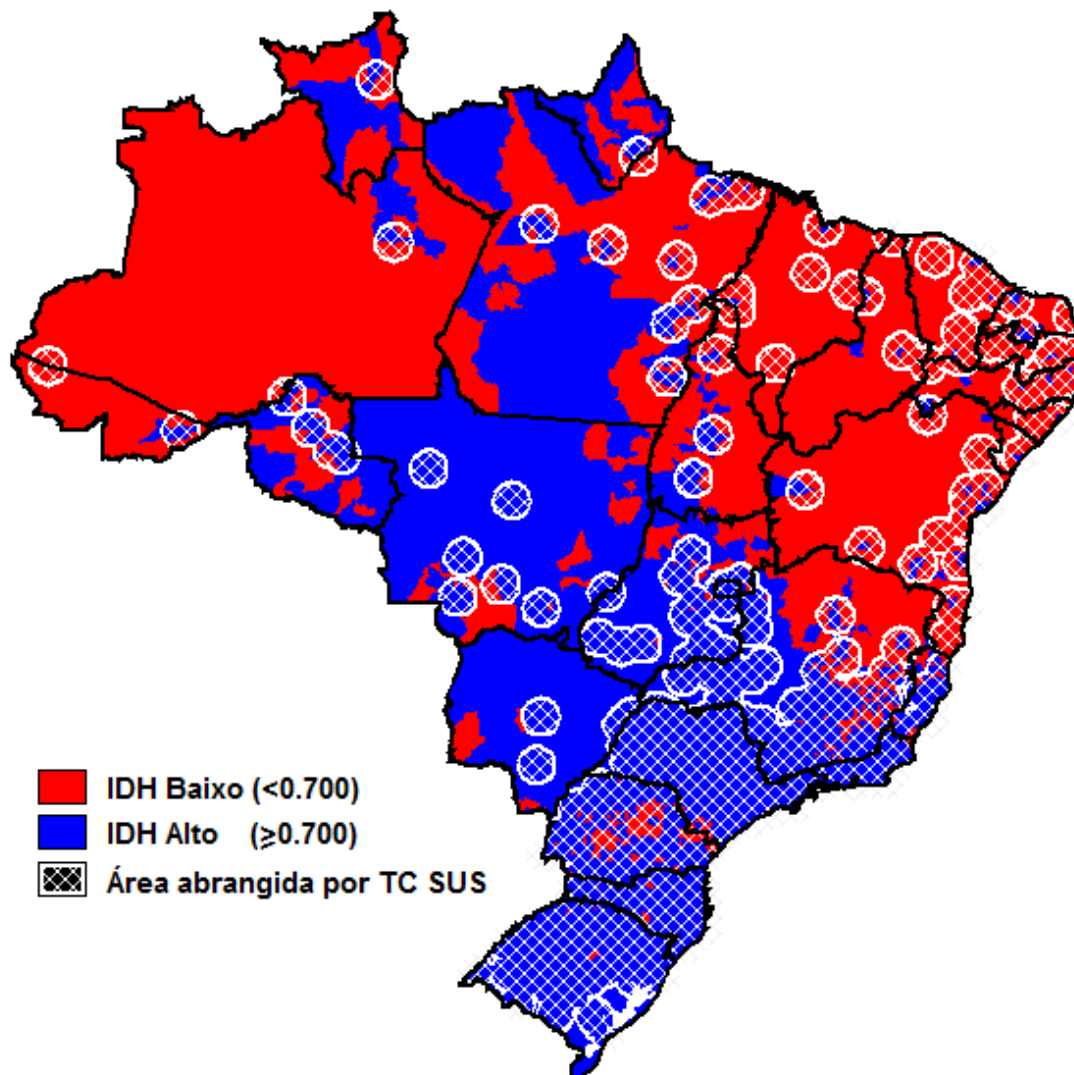 IDH Baixo (<0.700)
IDH Alto (≥0.700)
Área abrangida por TC SUS